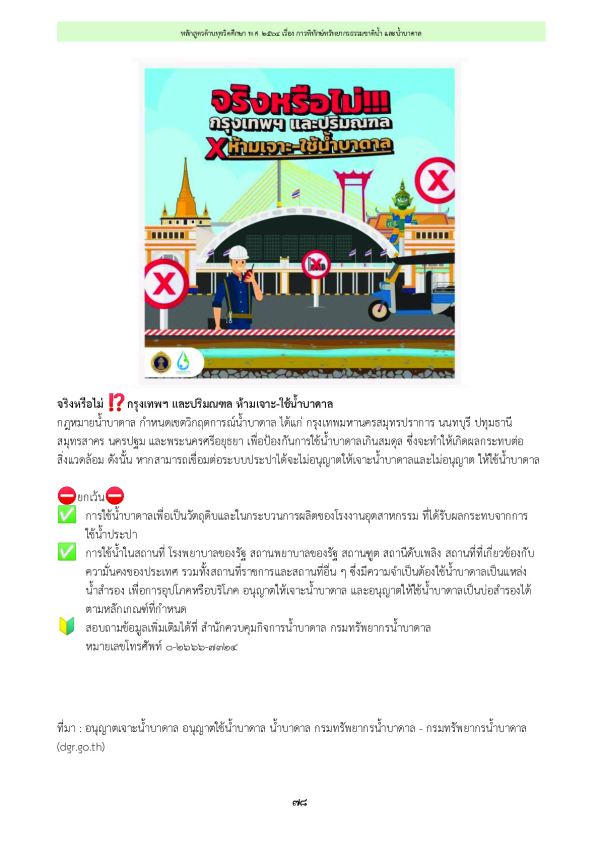 หลักสูตรต้านทุจริตศึกษา พ.ศ. ๒๕๖๔ เรื่อง การพิทักษ์ทรัพยากรธรรมชาติน้ำ และน้ำบาดาล
จริงหรือไม่!!!
กรุงเทพฯ และปริมณฑล
X ห้ามเจาะ-ใช้น้ำบาดาล
X
X
X
จริงหรือไม่ ⁉ กรุงเทพฯ และปริมณฑล ห้ามเจาะ-ใช้น้ำบาดาล
กฎหมายน้ำบาดาล กำหนดเขตวิกฤตการณ์น้ำบาดาล ได้แก่ กรุงเทพมหานครสมุทรปราการ นนทบุรี ปทุมธานี
สมุทรสาคร นครปฐม และพระนครศรีอยุธยา เพื่อป้องกันการใช้น้ำบาดาลเกินสมดุล ซึ่งจะทำให้เกิดผลกระทบต่อ
สิ่งแวดล้อม ดังนั้น หากสามารถเชื่อมต่อระบบประปาได้จะไม่อนุญาตให้เจาะน้ำบาดาลและไม่อนุญาต ให้ใช้น้ำบาดาล
⛔ยกเว้น⛔
✅ การใช้น้ำบาดาลเพื่อเป็นวัตถุดิบและในกระบวนการผลิตของโรงงานอุตสาหกรรม ที่ได้รับผลกระทบจากการ
ใช้น้ำประปา
✅ การใช้น้ำในสถานที่ โรงพยาบาลของรัฐ สถานพยาบาลของรัฐ สถานฑูต สถานีดับเพลิง สถานที่ที่เกี่ยวข้องกับ
ความั่นคงของประเทศ รวมทั้งสถานที่ราชการและสถานที่อื่น ๆ ซึ่งมีความจำเป็นต้องใช้น้ำบาดาลเป็นแหล่ง
น้ำสำรอง เพื่อการอุปโภคหรือบริโภค อนุญาตให้เจาะน้ำบาดาล และอนุญาตให้ใช้น้ำบาดาลเป็นบ่อสำรองได้
ตามหลักเกณฑ์ที่กำหนด
🔰 สอบถามข้อมูลเพิ่มเติมได้ที่ สำนักควบคุมกิจการน้ำบาดาล กรมทรัพยากรน้ำบาดาล
หมายเลขโทรศัพท์ ๐-๒๖๖๖-๗๓๒๔
ที่มา : อนุญาตเจาะน้ำบาดาล อนุญาตใช้น้ำบาดาล น้ำบาดาล กรมทรัพยากรน้ำบาดาล - กรมทรัพยากรน้ำบาดาล
(dgr.go.th)
๗๘